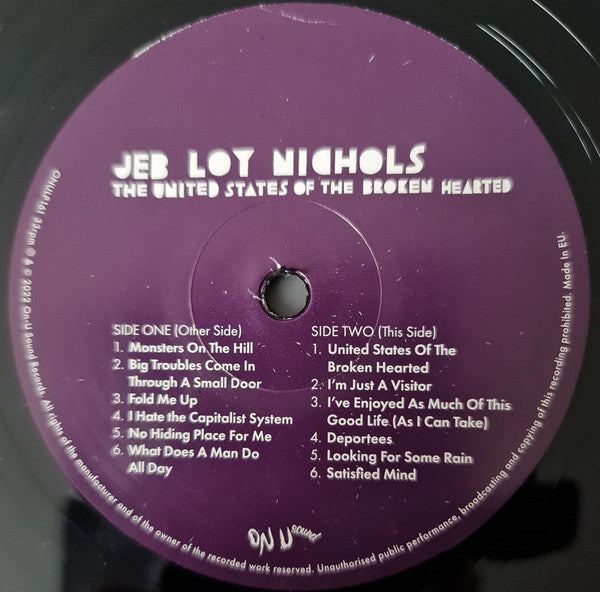 JEB LOY NICHOLS
THE UNITED STATES OF THE BROKEN HEARTED
SIDE ONE (Other Side)
1. Monsters On The Hill
2. Big Troubles Come In
Through A Small Door
3. Fold Me Up
4. I Hate the Capitalist System
5. No Hiding Place For Me
6. What Does A Man Do
All Day
SIDE TWO (This Side)
1. United States Of The
Broken Hearted
2. I'm Just A Visitor
3. I've Enjoyed As Much Of This
Good Life (As I Can Take)
4. Deportees
5. Looking For Some Rain
6. Satisfied Mind
ON U Sound
ONULP161 33rpm ℗ & © 2022 On-U Sound Records. All rights of the manufacturer and of the owner of the recorded work reserved. Unauthorised public performance, broadcasting and copying of this recording prohibited. Made In EU.